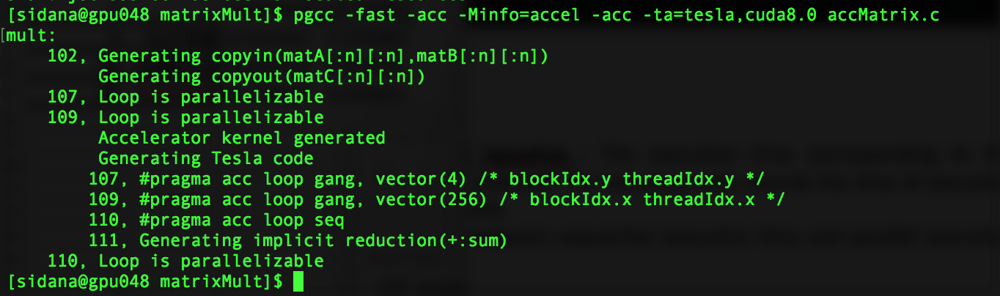 [sidana@gpu048 matrixMult]$ pgcc -fast -acc -Minfo=accel -acc -ta=tesla,cuda8.0 accMatrix.c
[mult:
102, Generating copyin(matA[:n][:n],matB[:n][:n])
Generating copyout(matC[:n][:n])
107, Loop is parallelizable
109, Loop is parallelizable
Accelerator kernel generated
Generating Tesla code
107, #pragma acc loop gang, vector(4) /* blockIdx.y threadIdx.y */
109, #pragma acc loop gang, vector(256) /* blockIdx.x threadIdx.x */
110, #pragma acc loop seq
111, Generating implicit reduction(+:sum)
110, Loop is parallelizable
[sidana@gpu048 matrixMult]$